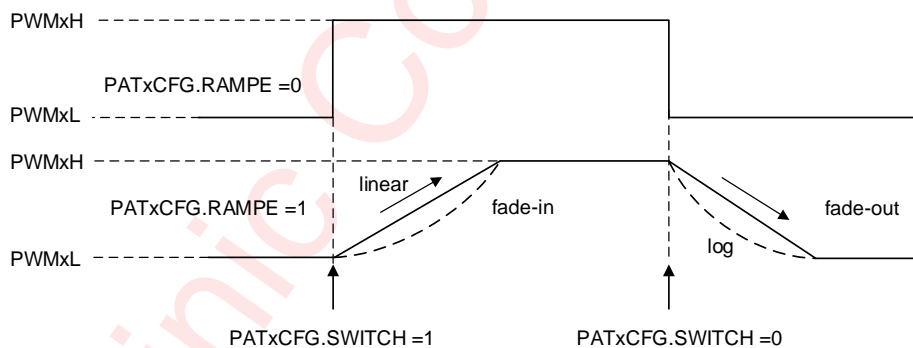 PWMxH
PATxCFG.RAMPE =0
PWMxL
PWMxH
linear
PATxCFG.RAMPE =1
fade-in
fade-out
log
PWMxL
PATxCFG.SWITCH =1
PATxCFG.SWITCH =0